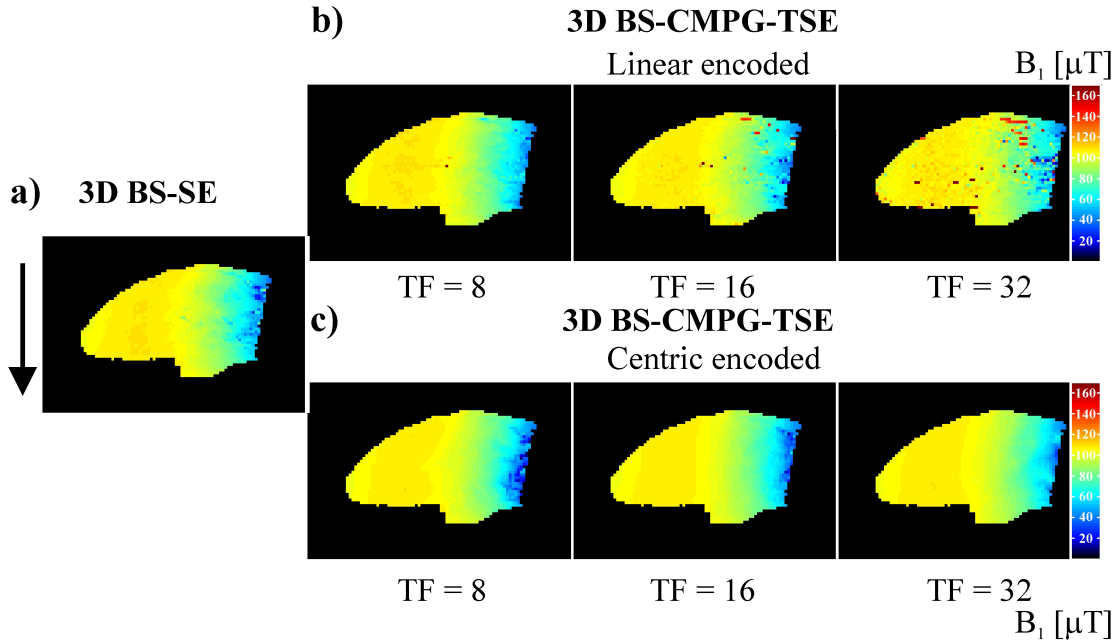 a) 3D BS-SE
b) 3D BS-CMPG-TSE
Linear encoded
B₁ [μT]
160
140
120
100
80
60
40
20
TF = 8 TF = 16 TF = 32
c) 3D BS-CMPG-TSE
Centric encoded
160
140
120
100
80
60
40
20
TF = 8 TF = 16 TF = 32
B₁ [μT]